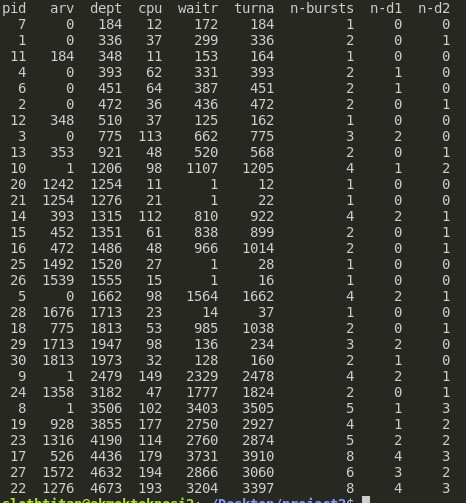 pid arv dept cpu waitr turna n-bursts n-d1 n-d2
7 0 184 12 172 184 1 0 0
1 0 336 37 299 336 2 0 1
11 184 348 11 153 164 1 0 0
4 0 393 62 331 393 2 1 0
6 0 451 64 387 451 2 1 0
2 0 472 36 436 472 2 0 1
12 348 510 37 125 162 1 0 0
3 0 775 113 662 775 3 2 0
13 353 921 48 520 568 2 0 1
10 1 1206 98 1107 1205 4 1 2
20 1242 1254 11 1 12 1 0 0
21 1254 1276 21 1 22 1 0 0
14 393 1315 112 810 922 4 2 1
15 452 1351 61 838 899 2 0 1
16 472 1486 48 966 1014 2 0 1
25 1492 1520 27 1 28 1 0 0
26 1539 1555 15 1 16 1 0 0
5 0 1662 98 1564 1662 4 2 1
28 1676 1713 23 14 37 1 0 0
18 775 1813 53 985 1038 2 0 1
29 1713 1947 98 136 234 3 2 0
30 1813 1973 32 128 160 2 1 0
9 1 2479 149 2329 2478 4 2 1
24 1358 3182 47 1777 1824 2 0 1
8 1 3506 102 3403 3505 5 1 3
19 928 3855 177 2750 2927 4 1 2
23 1316 4190 114 2760 2874 5 2 2
17 526 4436 179 3731 3910 8 4 3
27 1572 4632 194 2866 3060 6 3 2
22 1276 4673 193 3204 3397 8 4 3